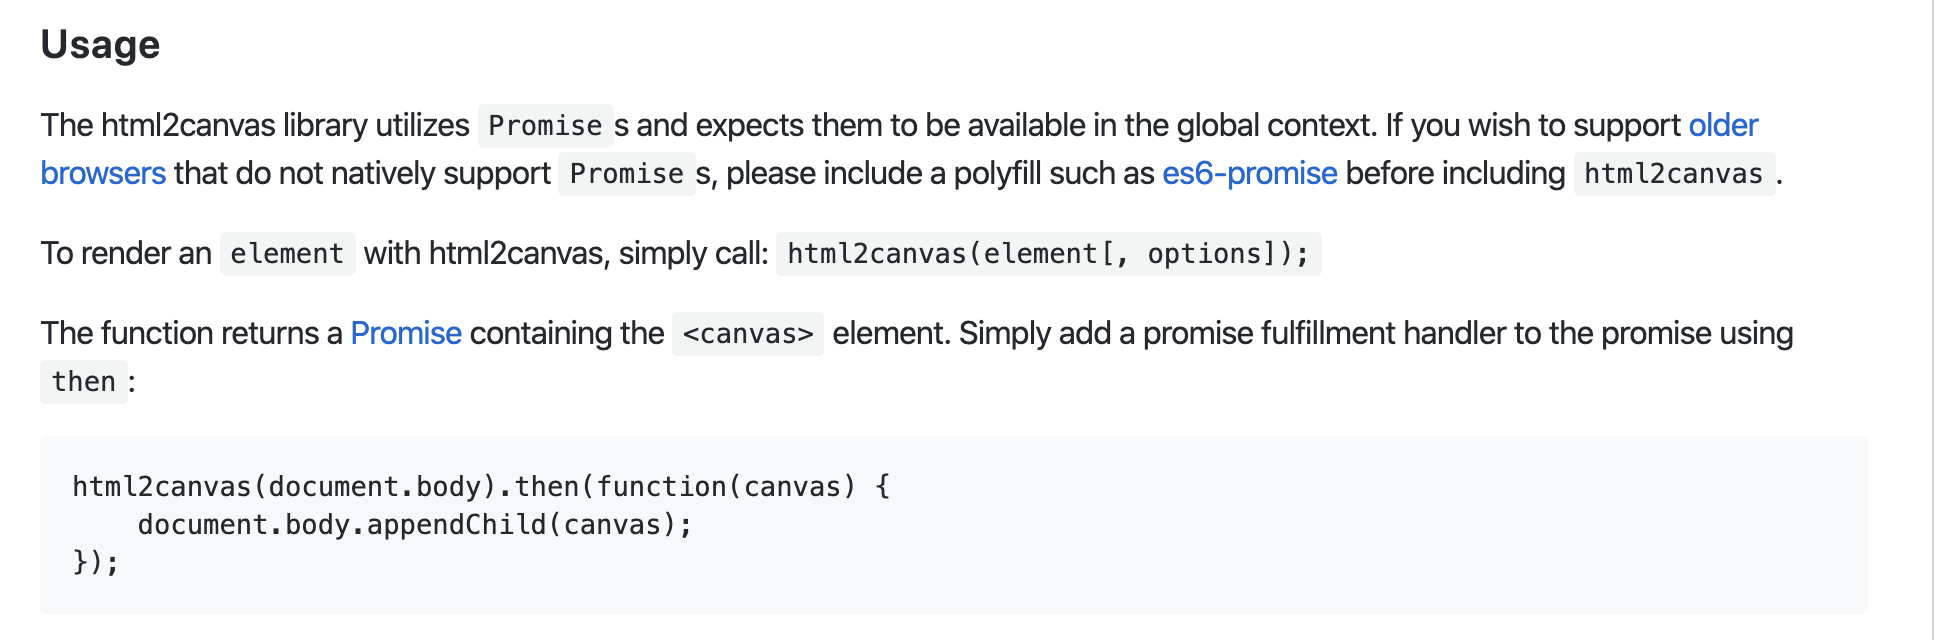 Usage
The html2canvas library utilizes Promise s and expects them to be available in the global context. If you wish to support older
browsers that do not natively support Promise s, please include a polyfill such as es6-promise before including html2canvas .
To render an element with html2canvas, simply call: html2canvas(element[, options]);
The function returns a Promise containing the <canvas> element. Simply add a promise fulfillment handler to the promise using
then :
html2canvas(document.body).then(function(canvas) {
    document.body.appendChild(canvas);
});